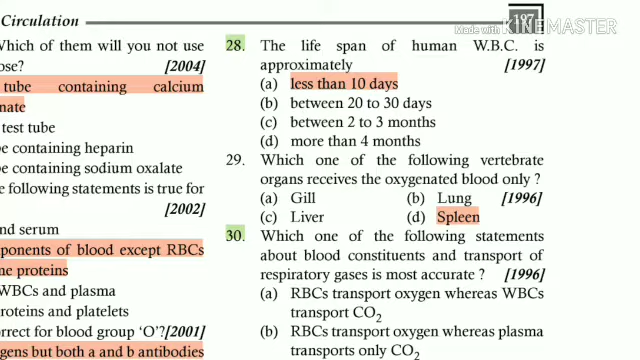 Circulation
187
Made with KINEMASTER
Which of them will you not use
ose?
[2004]
tube containing calcium
nate
test tube
e containing heparin
e containing sodium oxalate
e following statements is true for
[2002]
nd serum
ponents of blood except RBCs
me proteins
WBCs and plasma
roteins and platelets
orrect for blood group 'O'? [2001]
gens but both a and b antibodies
28. The life span of human W.B.C. is
approximately [1997]
(a) less than 10 days
(b) between 20 to 30 days
(c) between 2 to 3 months
(d) more than 4 months
29. Which one of the following vertebrate
organs receives the oxygenated blood only ?
(a) Gill (b) Lung [1996]
(c) Liver (d) Spleen
30. Which one of the following statements
about blood constituents and transport of
respiratory gases is most accurate ? [1996]
(a) RBCs transport oxygen whereas WBCs
transport CO2
(b) RBCs transport oxygen whereas plasma
transports only CO2